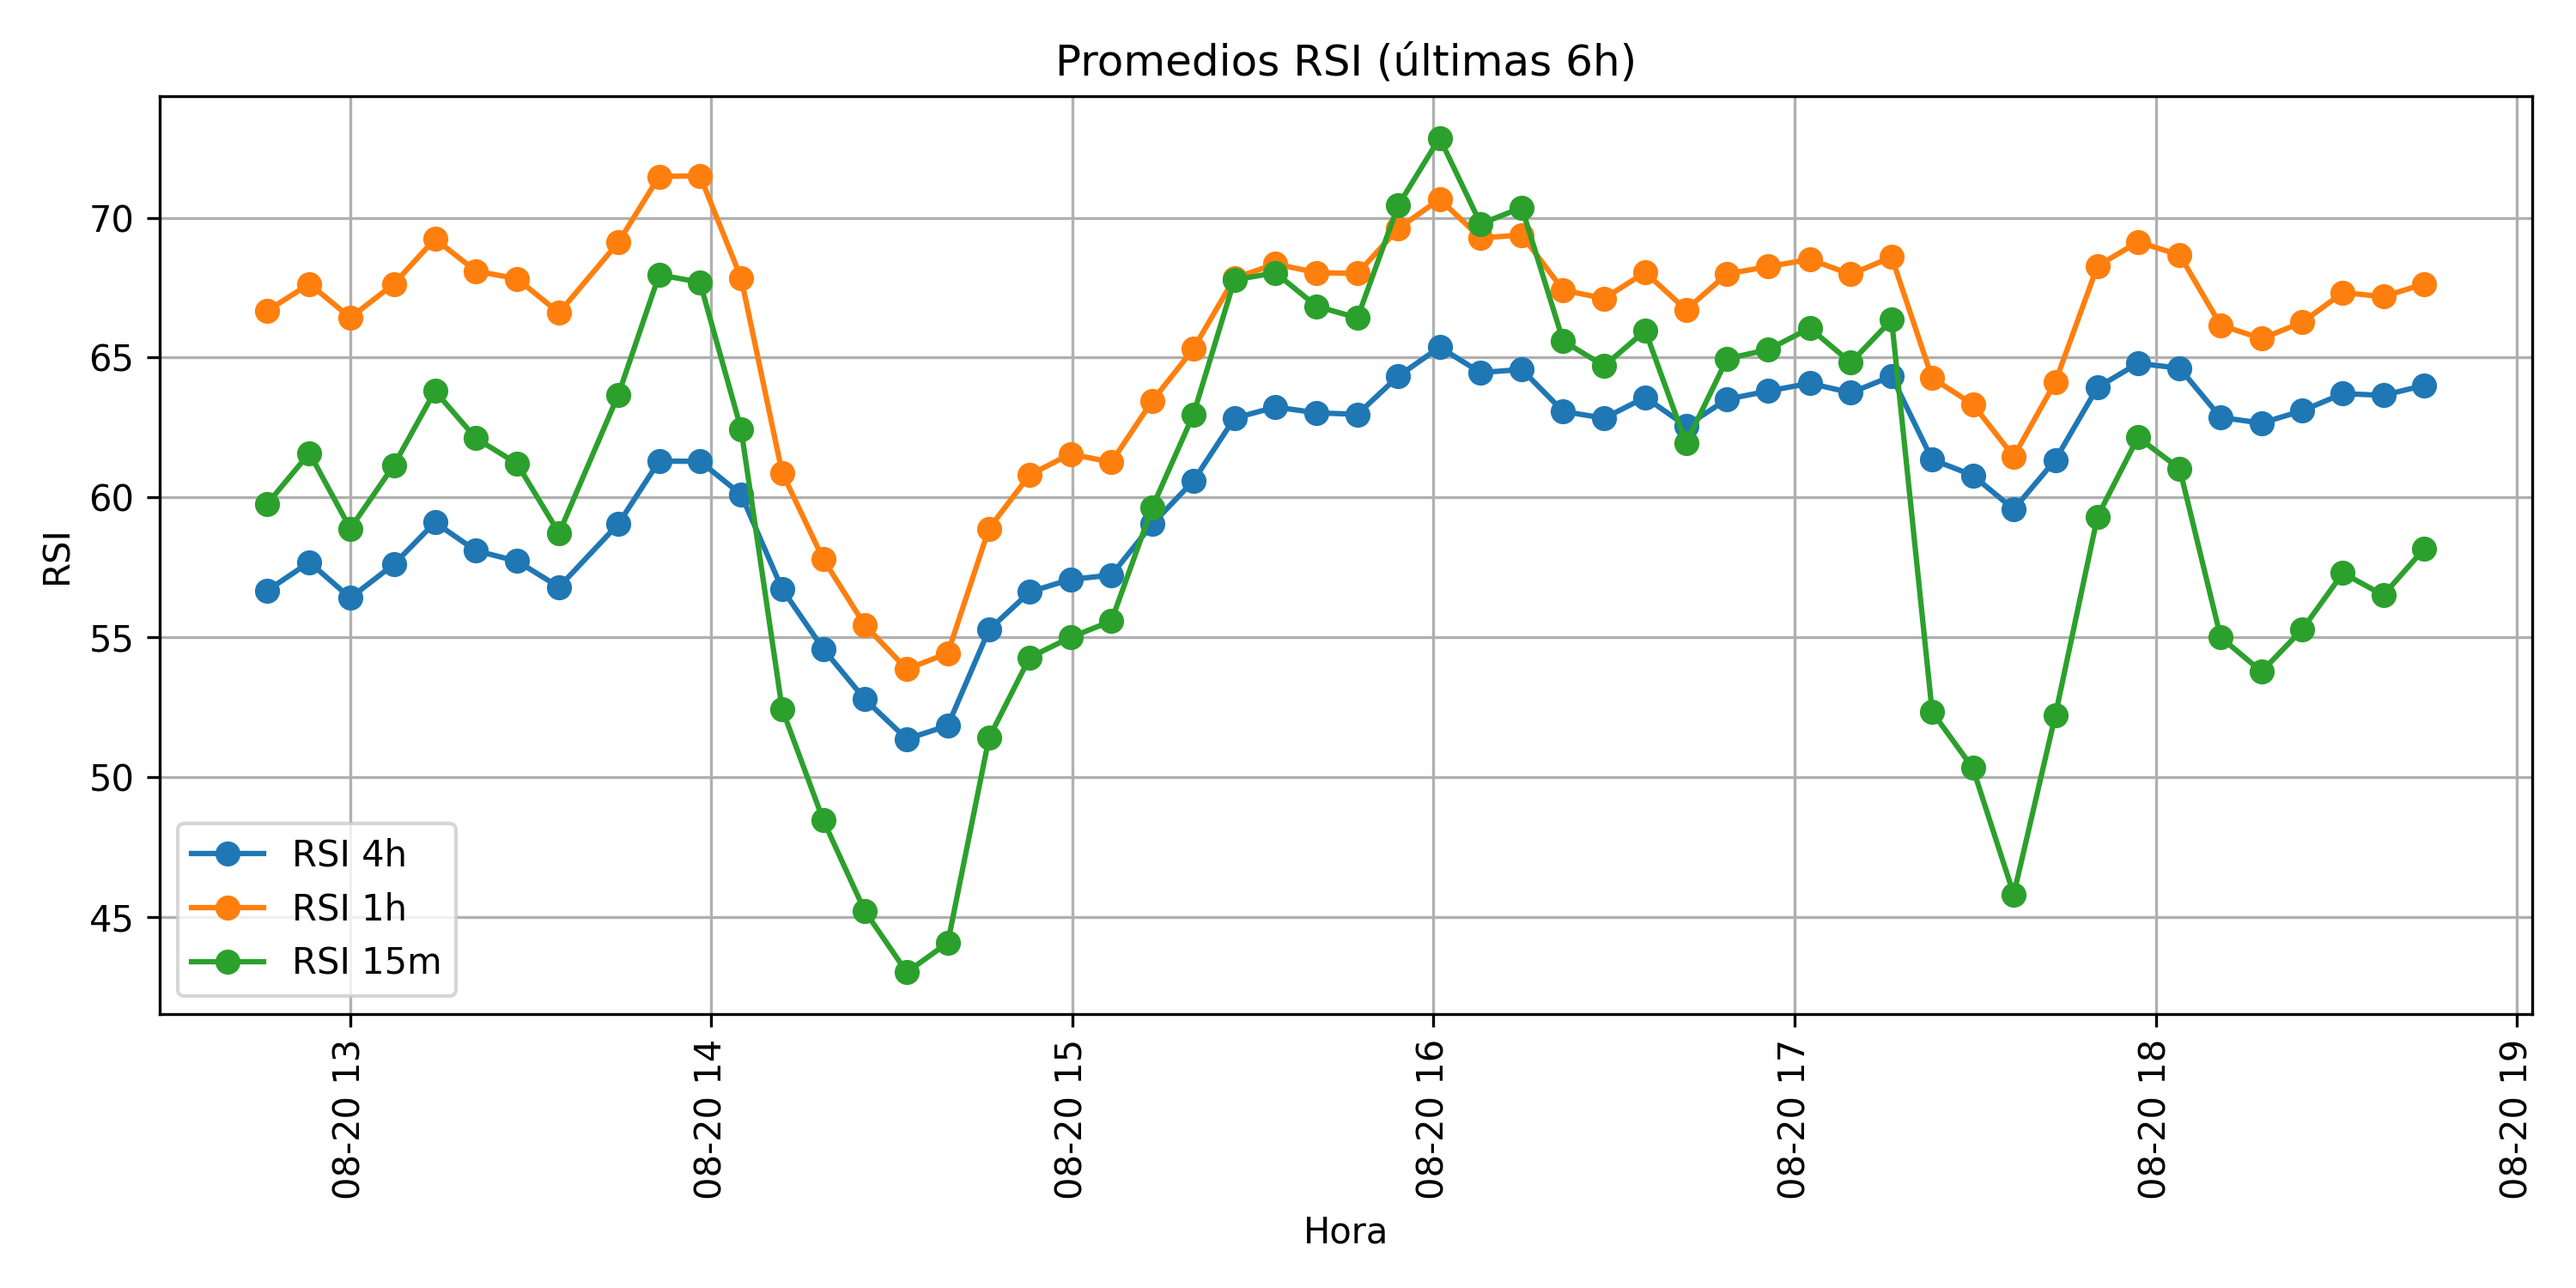 Promedios RSI (últimas 6h)
RSI
70
65
60
55
50
45
RSI 4h
RSI 1h
RSI 15m
08-20 13
08-20 14
08-20 15
08-20 16
08-20 17
08-20 18
08-20 19
Hora